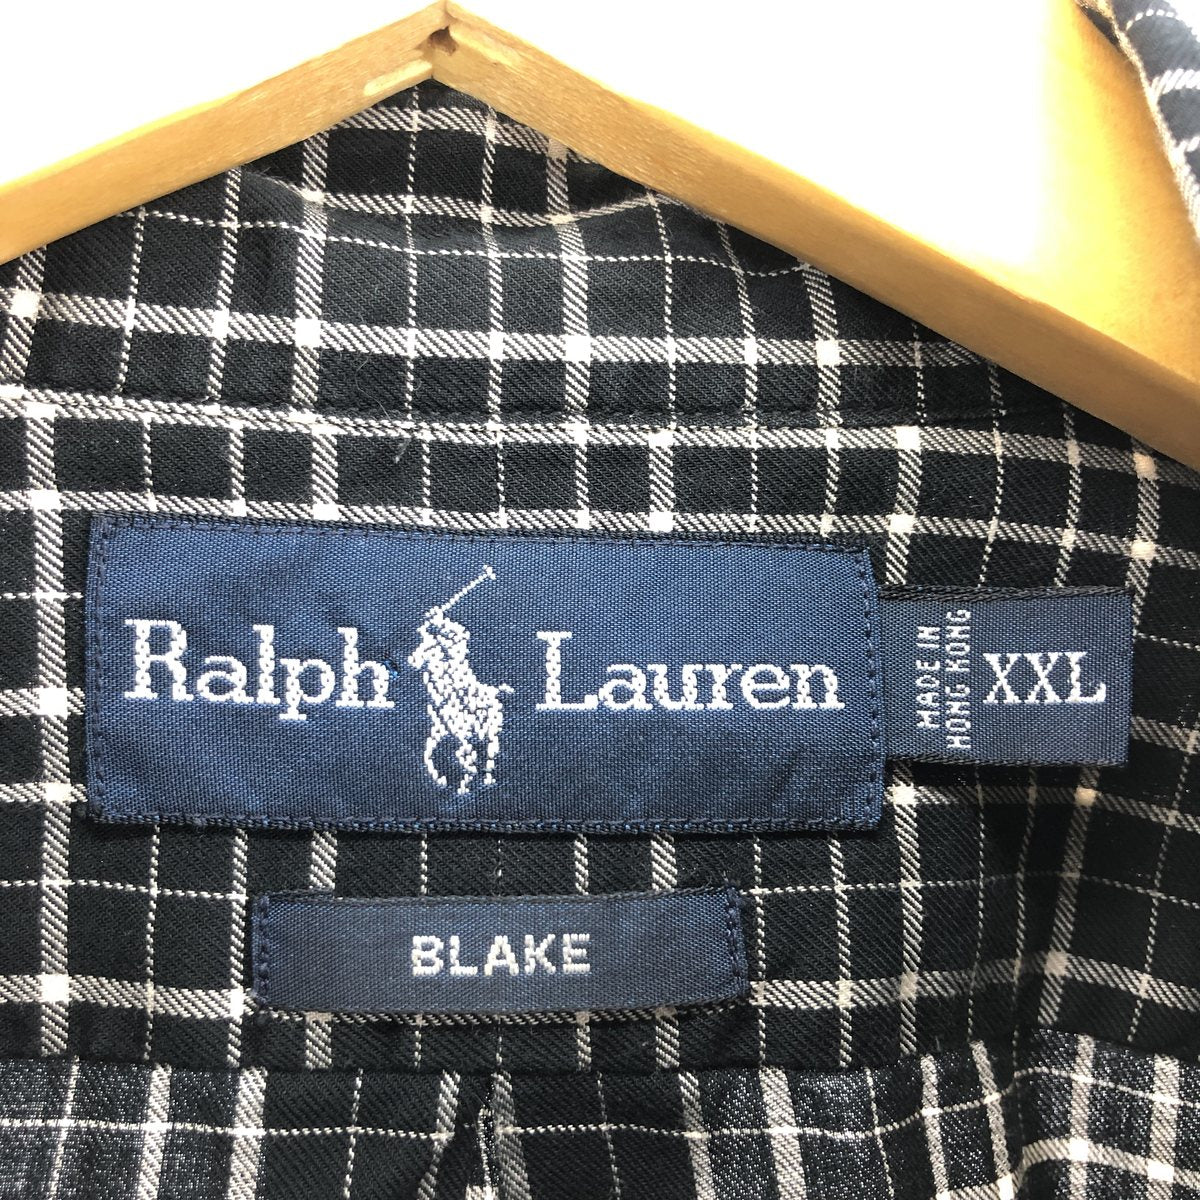 Ralph Lauren
MADE IN
HONG KONG
XXL
BLAKE